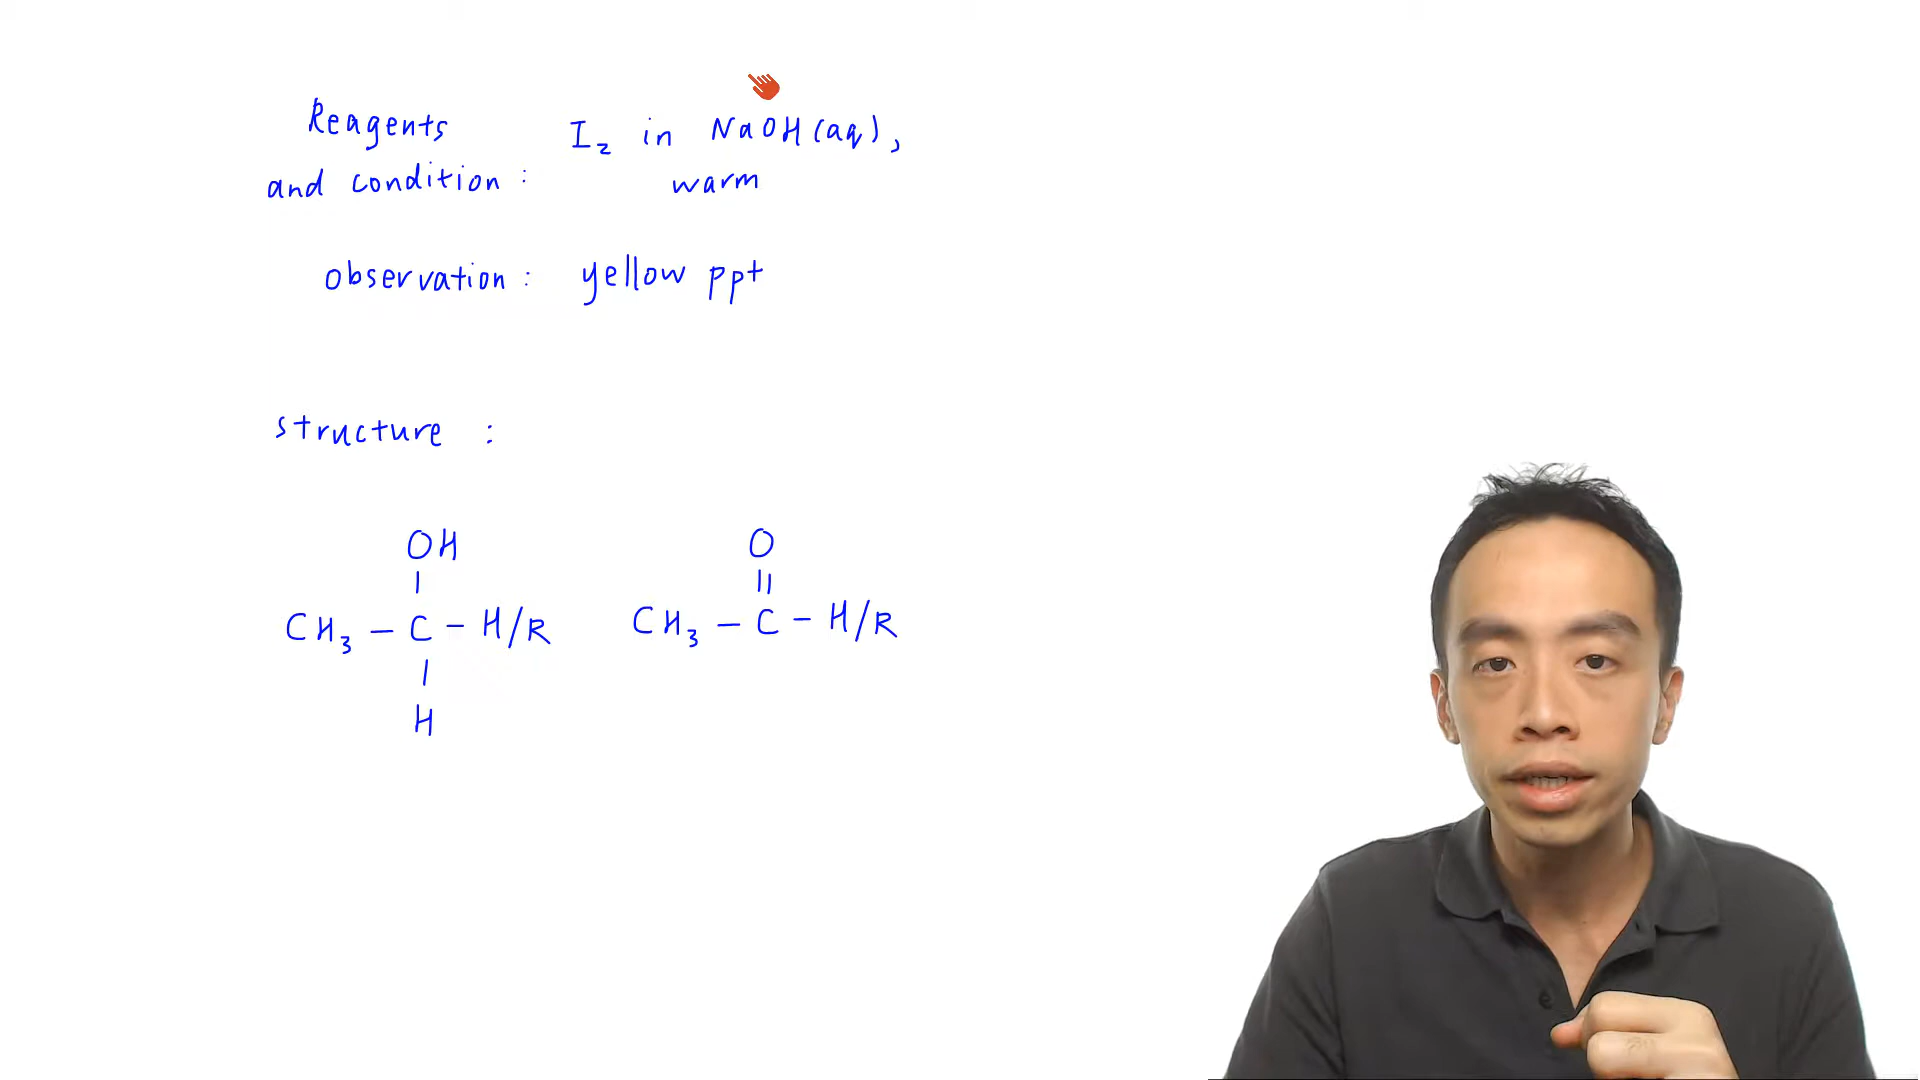 Reagents I₂ in NaOH(aq),
and condition: warm
observation: yellow ppt
structure :
OH O
| ||
CH₃ – C – H/R CH₃ – C – H/R
|
H